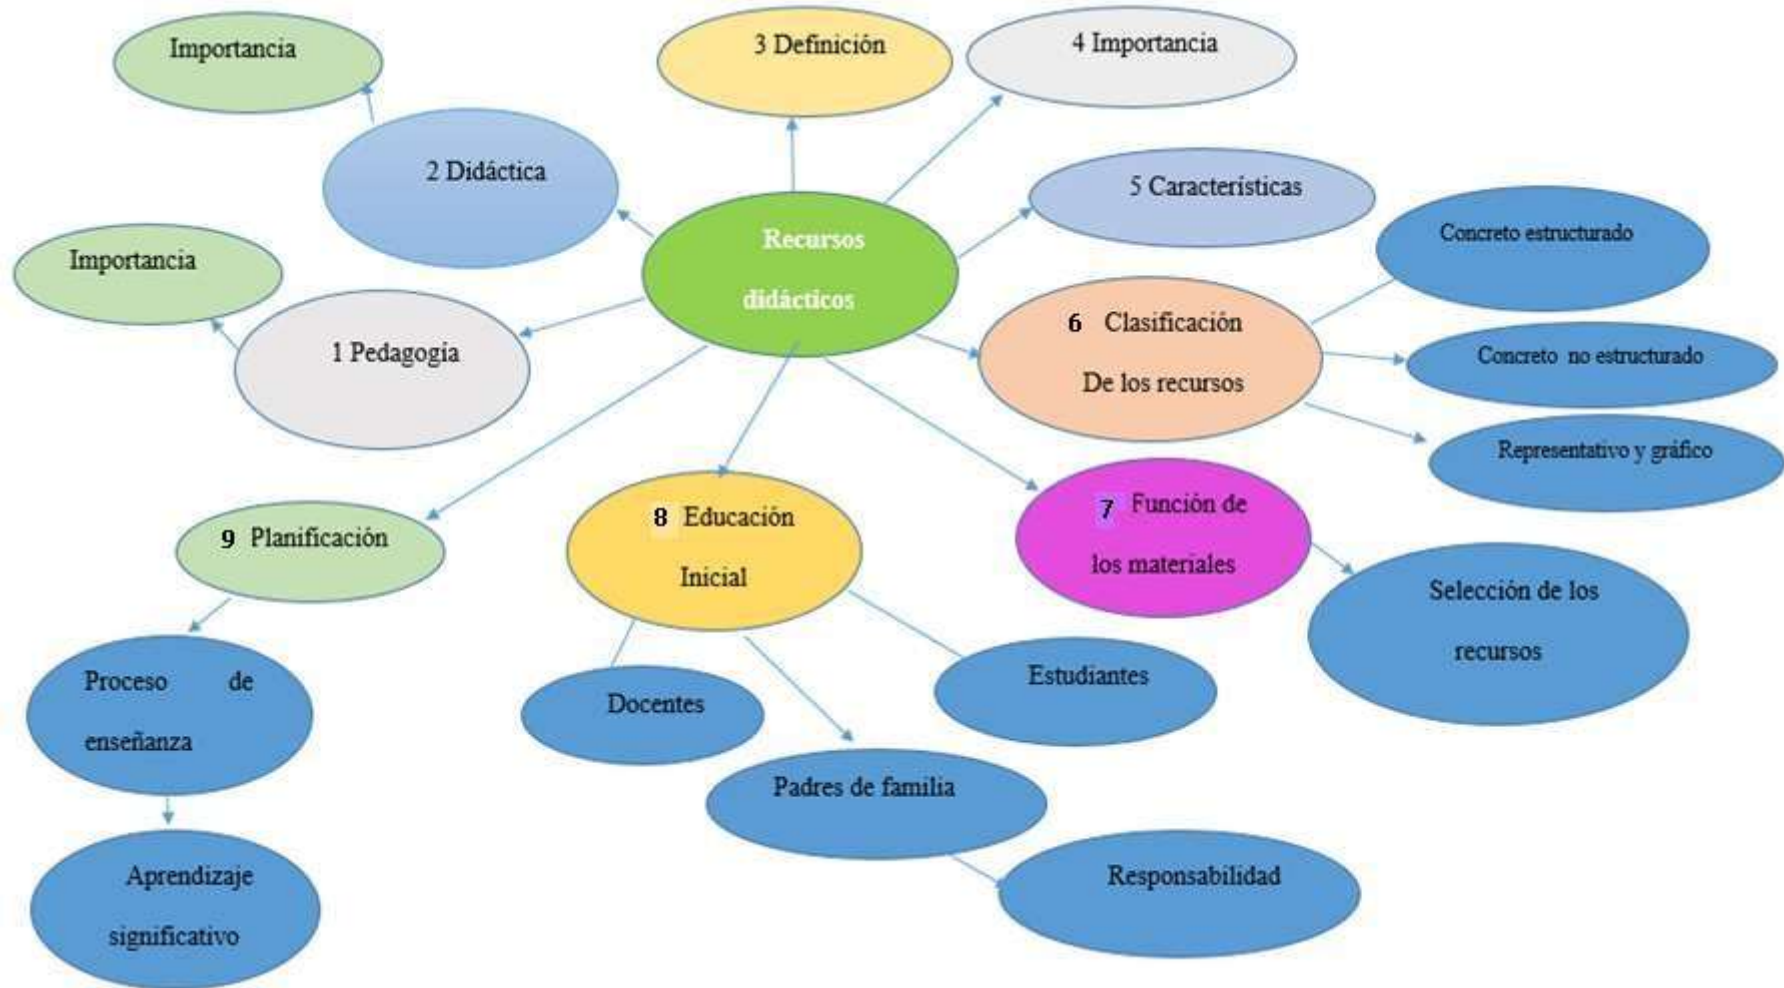 Importancia
3 Definición
4 Importancia
2 Didáctica
5 Características
Recursos
didácticos
Concreto estructurado
Importancia
1 Pedagogía
6 Clasificación
De los recursos
Concreto no estructurado
Representativo y gráfico
9 Planificación
8 Educación
Inicial
7 Función de
los materiales
Selección de los
recursos
Proceso de
enseñanza
Docentes
Estudiantes
Padres de familia
Aprendizaje
significativo
Responsabilidad